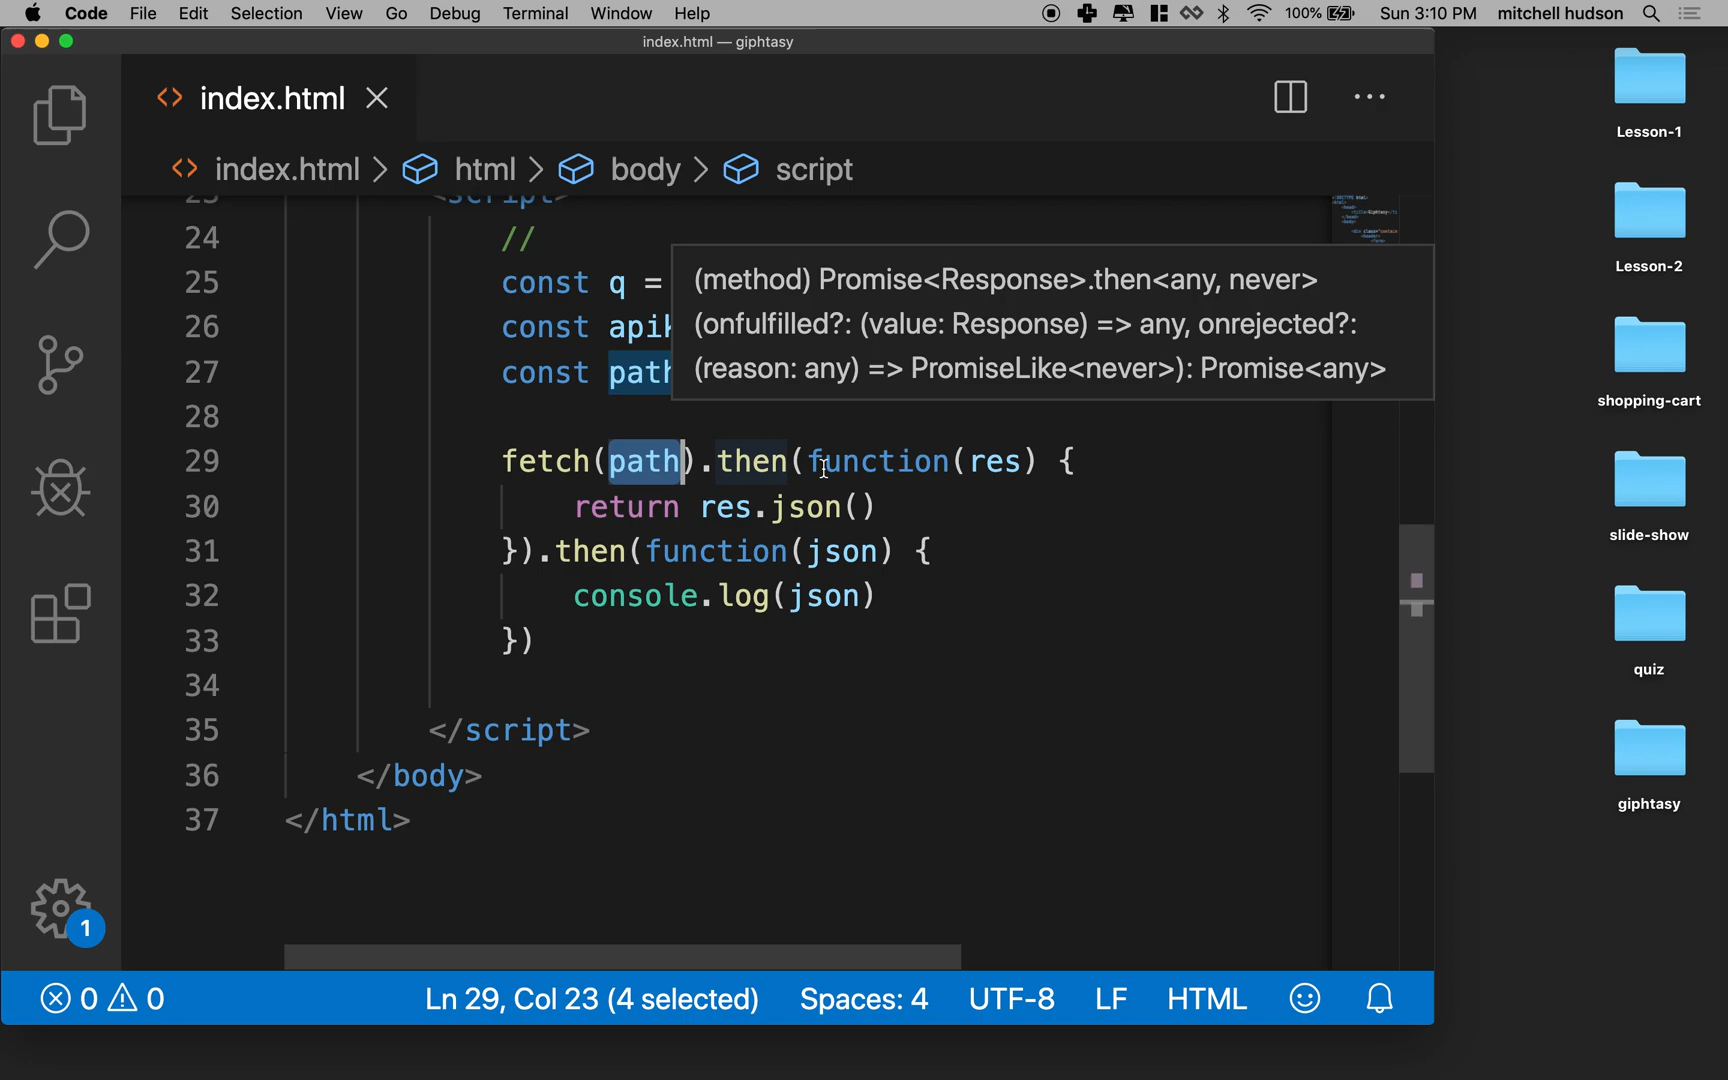 Code File Edit Selection View Go Debug Terminal Window Help 100% Sun 3:10 PM mitchell hudson
index.html — giphtasy
index.html
index.html > html > body > script
23 <script>
24 //
25 const q =
26 const apik
27 const path
28
29 fetch(path).then(function(res) {
30 return res.json()
31 }).then(function(json) {
32 console.log(json)
33 })
34
35 </script>
36 </body>
37 </html>
(method) Promise<Response>.then<any, never>
(onfulfilled?: (value: Response) => any, onrejected?:
(reason: any) => PromiseLike<never>): Promise<any>
1
0 0 Ln 29, Col 23 (4 selected) Spaces: 4 UTF-8 LF HTML
Lesson-1
Lesson-2
shopping-cart
slide-show
quiz
giphtasy